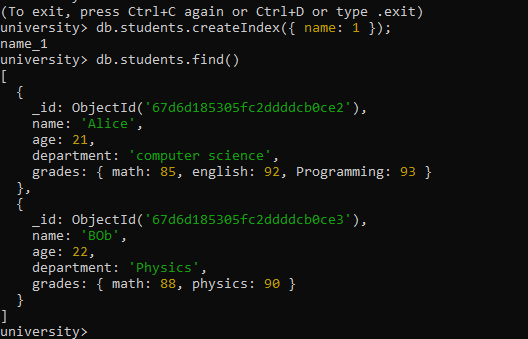 (To exit, press Ctrl+C again or Ctrl+D or type .exit)
university> db.students.createIndex({ name: 1 });
name_1
university> db.students.find()
[
  {
    _id: ObjectId('67d6d185305fc2ddddcb0ce2'),
    name: 'Alice',
    age: 21,
    department: 'computer science',
    grades: { math: 85, english: 92, Programming: 93 }
  },
  {
    _id: ObjectId('67d6d185305fc2ddddcb0ce3'),
    name: 'BOb',
    age: 22,
    department: 'Physics',
    grades: { math: 88, physics: 90 }
  }
]
university>